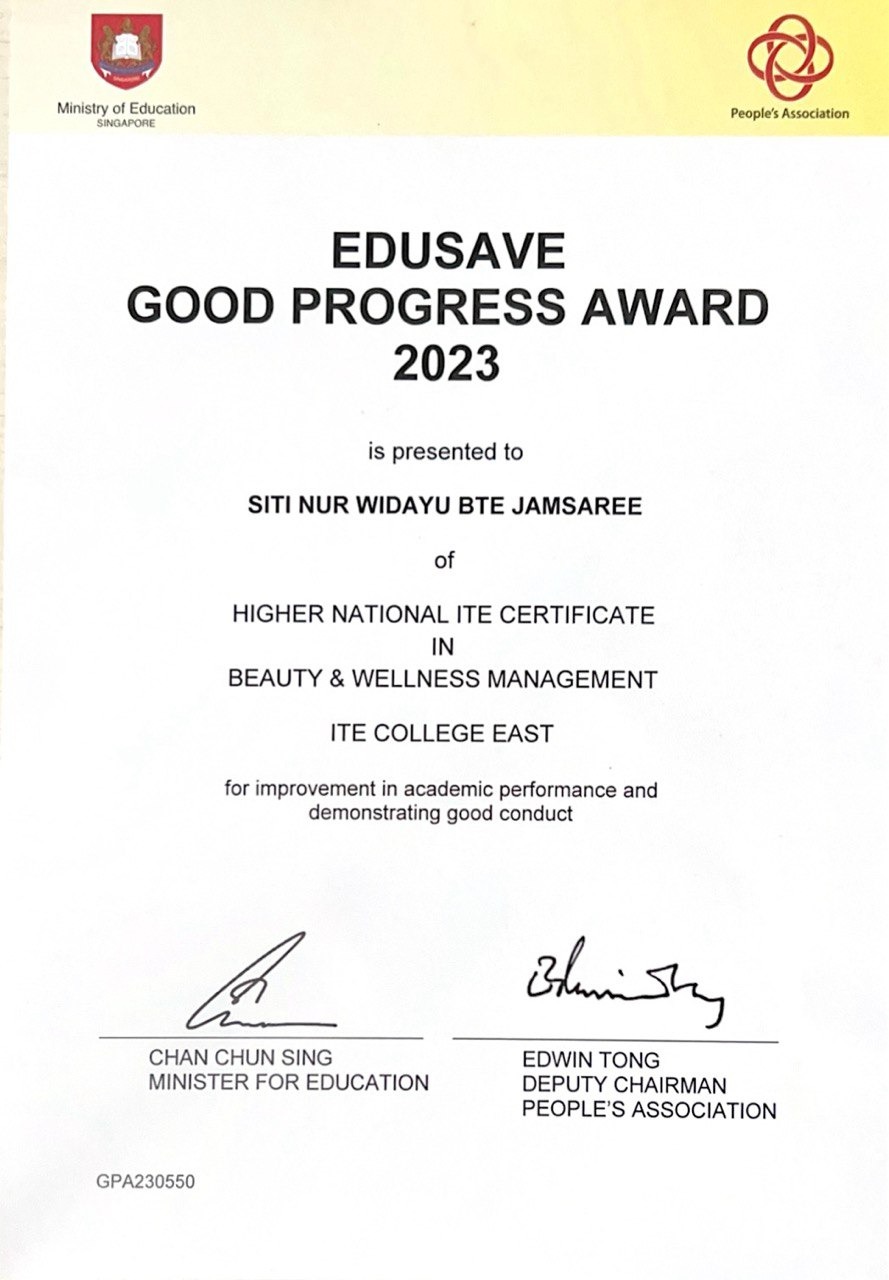 Ministry of Education
SINGAPORE
People's Association
EDUSAVE
GOOD PROGRESS AWARD
2023
is presented to
SITI NUR WIDAYU BTE JAMSAREE
of
HIGHER NATIONAL ITE CERTIFICATE
IN
BEAUTY & WELLNESS MANAGEMENT
ITE COLLEGE EAST
for improvement in academic performance and
demonstrating good conduct
CHAN CHUN SING
MINISTER FOR EDUCATION
EDWIN TONG
DEPUTY CHAIRMAN
PEOPLE'S ASSOCIATION
GPA230550